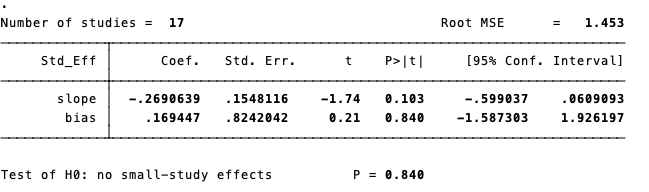 .
Number of studies = 17 Root MSE = 1.453
Std_Eff Coef. Std. Err. t P>|t| [95% Conf. Interval]
slope -.2690639 .1548116 -1.74 0.103 -.599037 .0609093
bias .169447 .8242042 0.21 0.840 -1.587303 1.926197
Test of H0: no small-study effects P = 0.840